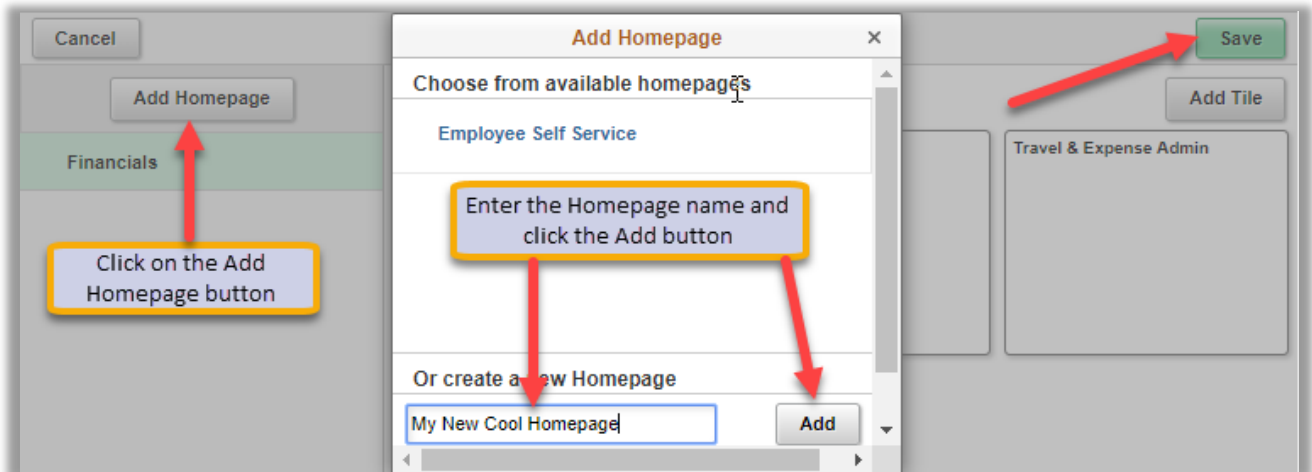 Cancel
Add Homepage
Save
Add Homepage
Choose from available homepages
Add Tile
Employee Self Service
Travel & Expense Admin
Financials
Enter the Homepage name and
click the Add button
Click on the Add
Homepage button
Or create a new Homepage
My New Cool Homepage
Add